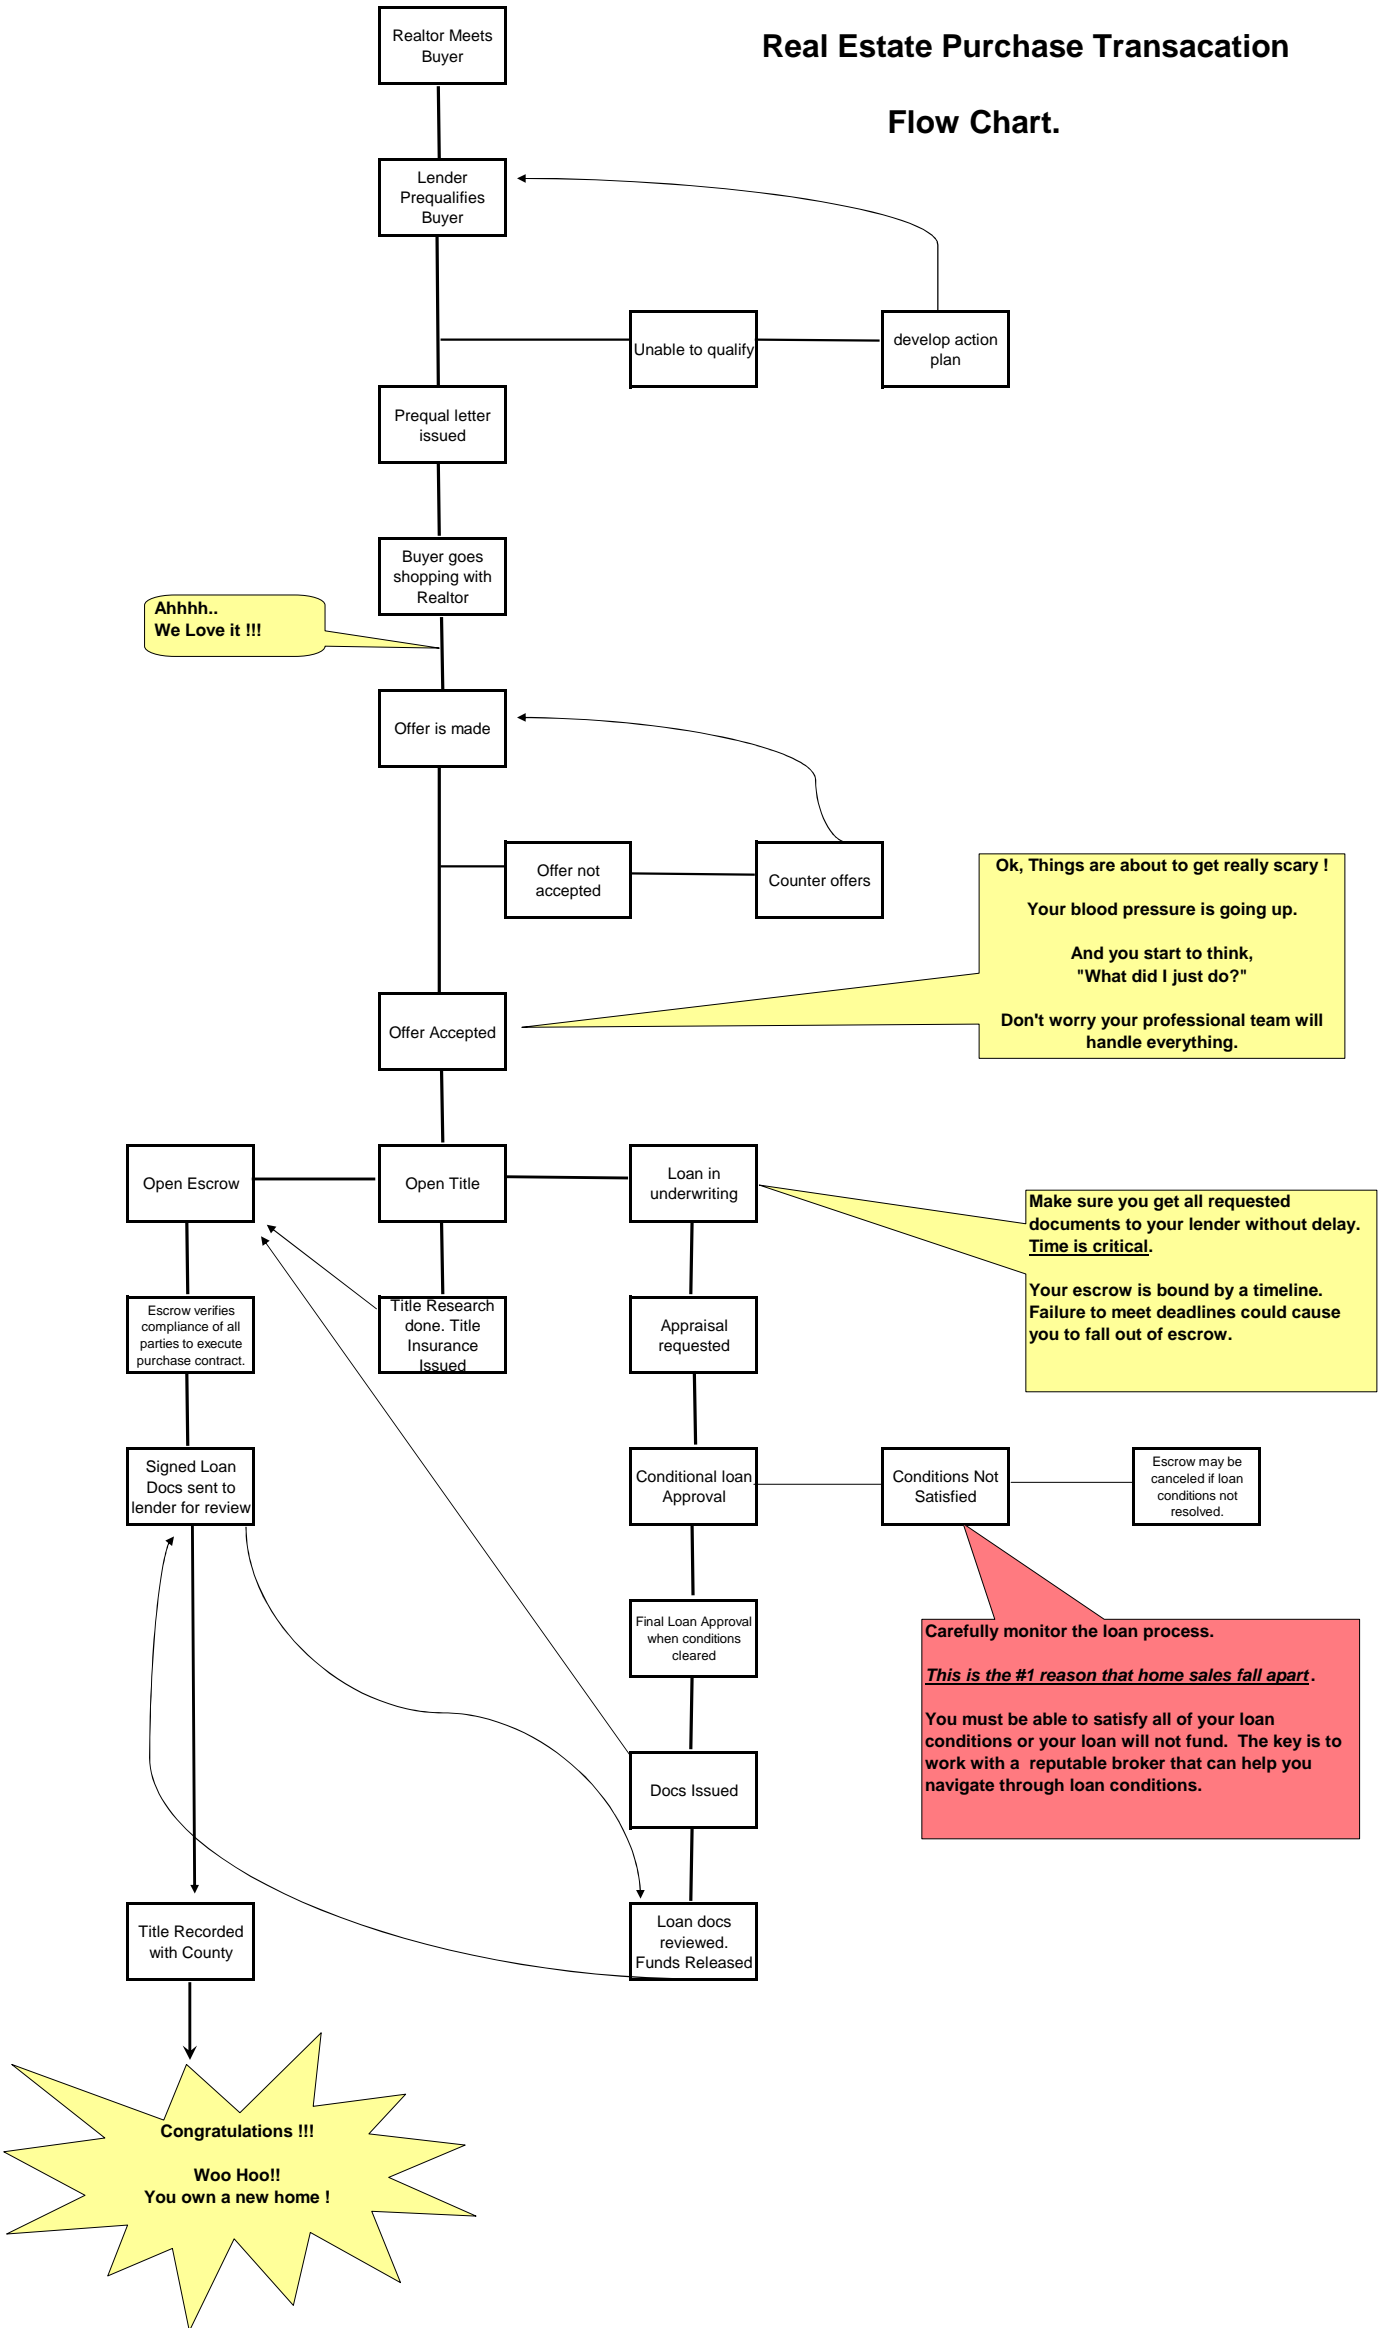 Real Estate Purchase Transacation
Flow Chart.
Realtor Meets
Buyer
Lender
Prequalifies
Buyer
Unable to qualify
develop action
plan
Prequal letter
issued
Buyer goes
shopping with
Realtor
Ahhhh..
We Love it !!!
Offer is made
Offer not
accepted
Counter offers
Ok, Things are about to get really scary !
Your blood pressure is going up.
And you start to think,
"What did I just do?"
Don't worry your professional team will
handle everything.
Offer Accepted
Open Escrow
Open Title
Loan in
underwriting
Make sure you get all requested
documents to your lender without delay.
Time is critical.
Your escrow is bound by a timeline.
Failure to meet deadlines could cause
you to fall out of escrow.
Escrow verifies
compliance of all
parties to execute
purchase contract.
Title Research
done. Title
Insurance
Issued
Appraisal
requested
Signed Loan
Docs sent to
lender for review
Conditional loan
Approval
Conditions Not
Satisfied
Escrow may be
canceled if loan
conditions not
resolved.
Final Loan Approval
when conditions
cleared
Carefully monitor the loan process.
This is the #1 reason that home sales fall apart.
You must be able to satisfy all of your loan
conditions or your loan will not fund.  The key is to
work with a  reputable broker that can help you
navigate through loan conditions.
Docs Issued
Title Recorded
with County
Loan docs
reviewed.
Funds Released
Congratulations !!!
Woo Hoo!!
You own a new home !